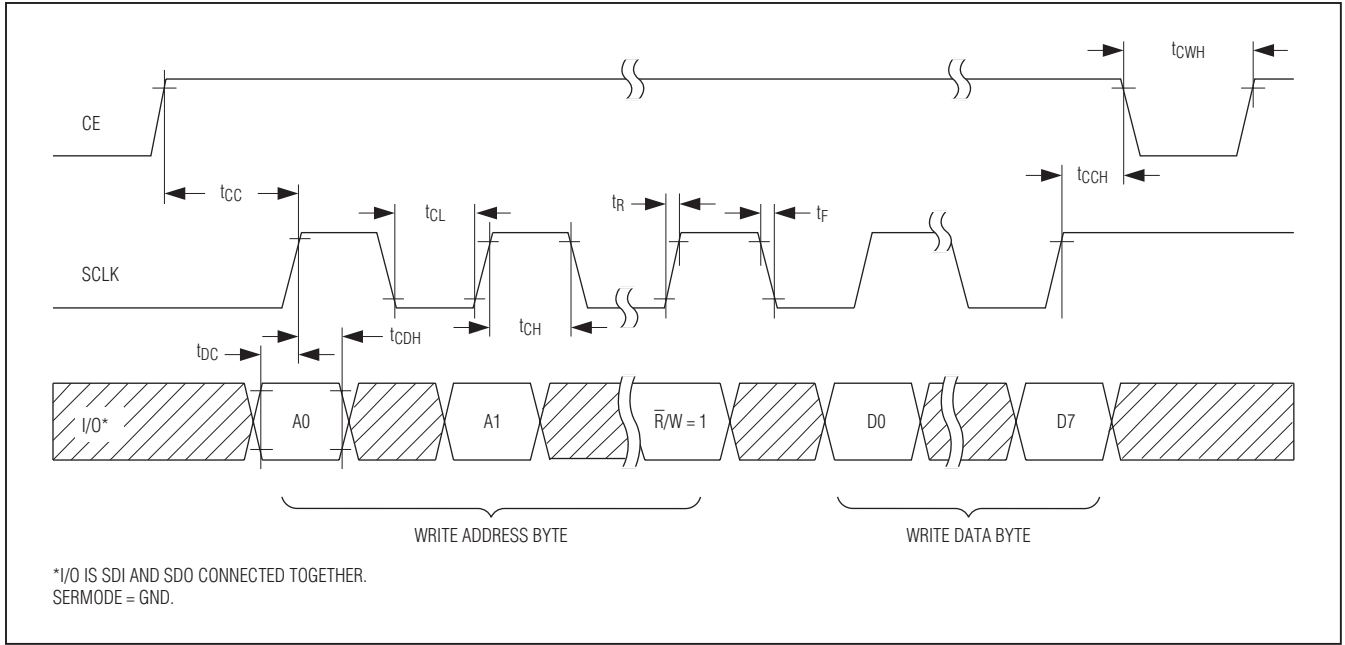 tCWH
CE
tCC
tCCH
tCL
tR
tF
SCLK
tCH
tCDH
tDC
I/O*
A0
A1
R̅/W = 1
D0
D7
WRITE ADDRESS BYTE
WRITE DATA BYTE
*I/O IS SDI AND SDO CONNECTED TOGETHER.
SERMODE = GND.